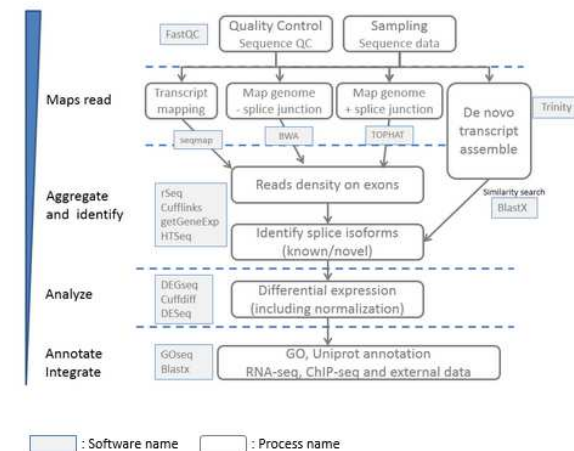 FastQC
Quality Control
Sequence QC
Sampling
Sequence data
Maps read
Transcript
mapping
Map genome
- splice junction
Map genome
+ splice junction
De novo
transcript
assemble
Trinity
seqmap
BWA
TOPHAT
Aggregate
and identify
rSeq
Cufflinks
getGeneExp
HTSeq
Reads density on exons
Similarity search
BlastX
Identify splice isoforms
(known/novel)
Analyze
DEGseq
Cuffdiff
DESeq
Differential expression
(including normalization)
Annotate
Integrate
GOseq
Blastx
GO, Uniprot annotation
RNA-seq, ChIP-seq and external data
: Software name
: Process name